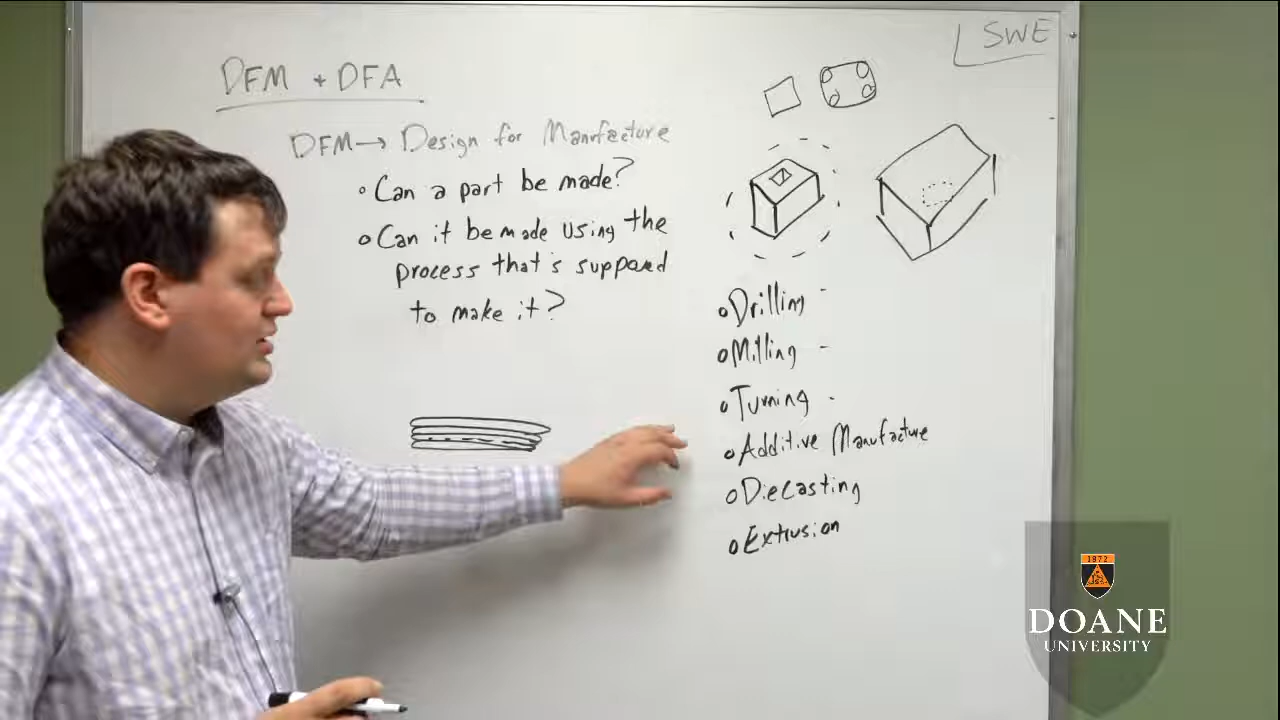 SWE
DFM + DFA
DFM → Design for Manufacture
• Can a part be made?
• Can it be made using the
process that's supposed
to make it?
• Drilling -
• Milling -
• Turning -
• Additive Manufacture
• Diecasting
• Extrusion
1872
DOANE
UNIVERSITY